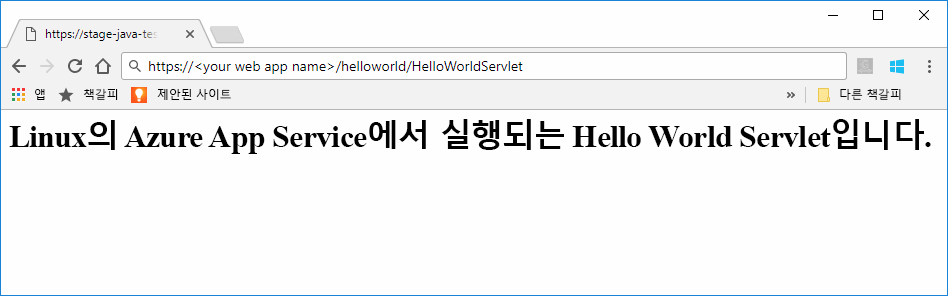 https://stage-java-tes
https://<your web app name>/helloworld/HelloWorldServlet
앱 책갈피 제안된 사이트 » 다른 책갈피
Linux의 Azure App Service에서 실행되는 Hello World Servlet입니다.